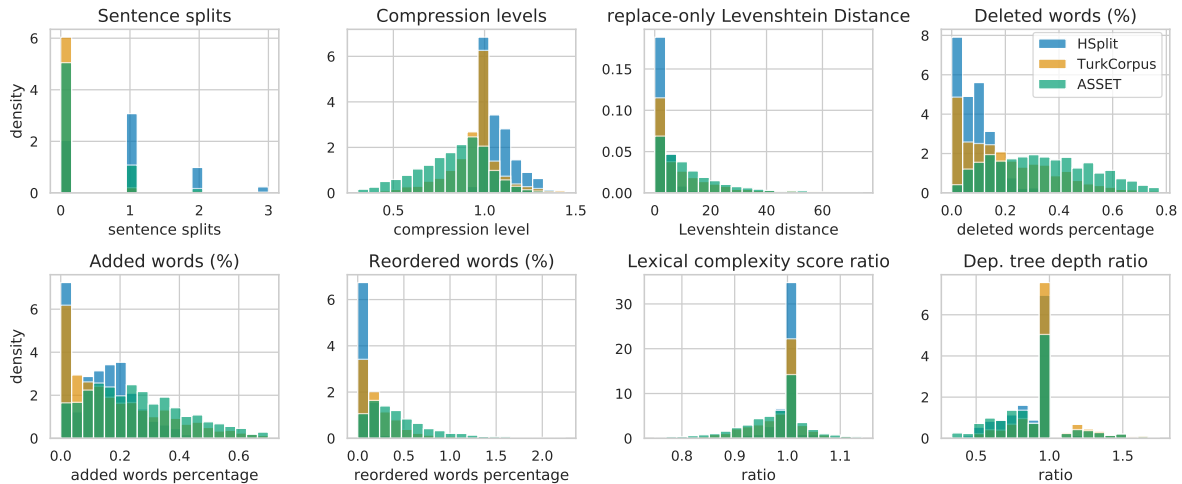 Sentence splits
6
4
2
0
density
0 1 2 3
sentence splits
Compression levels
6
4
2
0
0.5 1.0 1.5
compression level
replace-only Levenshtein Distance
0.15
0.10
0.05
0.00
0 20 40 60
Levenshtein distance
Deleted words (%)
8
6
4
2
0
HSplit
TurkCorpus
ASSET
0.0 0.2 0.4 0.6 0.8
deleted words percentage
Added words (%)
6
4
2
0
density
0.0 0.2 0.4 0.6
added words percentage
Reordered words (%)
6
4
2
0
0.0 0.5 1.0 1.5 2.0
reordered words percentage
Lexical complexity score ratio
30
20
10
0
0.8 0.9 1.0 1.1
ratio
Dep. tree depth ratio
6
4
2
0
0.5 1.0 1.5
ratio